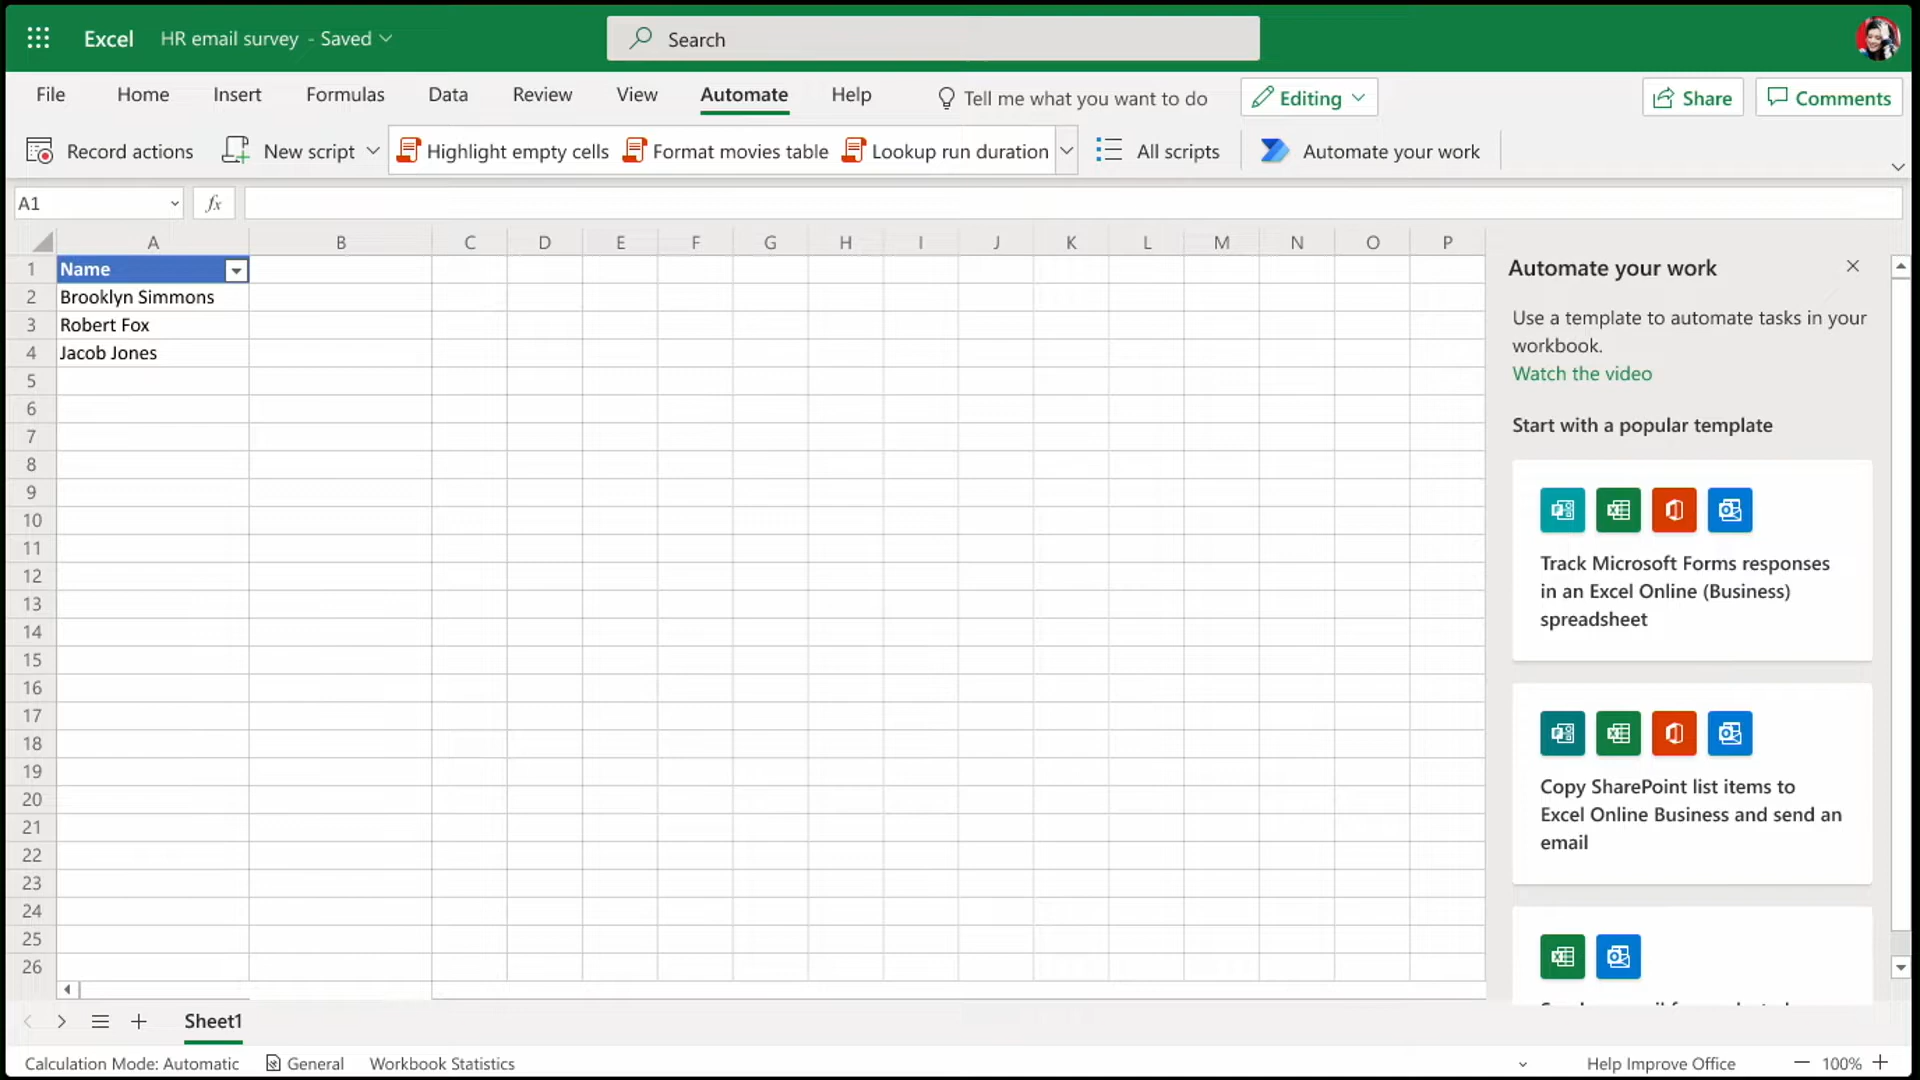 Excel HR email survey - Saved Search
File Home Insert Formulas Data Review View Automate Help Tell me what you want to do Editing Share Comments
Record actions New script Highlight empty cells Format movies table Lookup run duration All scripts Automate your work
A1 fx
A B C D E F G H I J K L M N O P
1 Name
2 Brooklyn Simmons
3 Robert Fox
4 Jacob Jones
5
6
7
8
9
10
11
12
13
14
15
16
17
18
19
20
21
22
23
24
25
26
Automate your work
Use a template to automate tasks in your
workbook.
Watch the video
Start with a popular template
Track Microsoft Forms responses
in an Excel Online (Business)
spreadsheet
Copy SharePoint list items to
Excel Online Business and send an
email
Sheet1
Calculation Mode: Automatic General Workbook Statistics Help Improve Office 100%